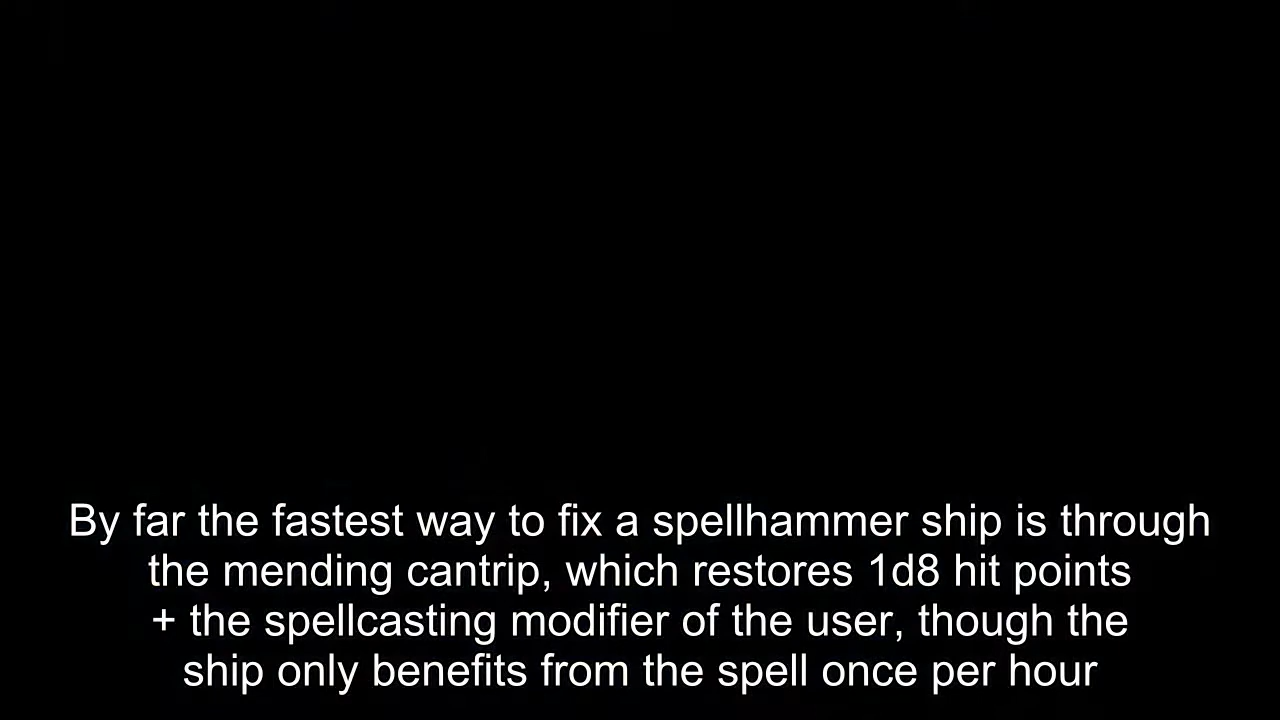 By far the fastest way to fix a spellhammer ship is through
the mending cantrip, which restores 1d8 hit points
+ the spellcasting modifier of the user, though the
ship only benefits from the spell once per hour